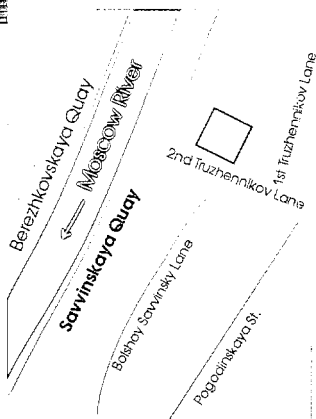 Berezhkovskaya Quay
Moscow River
Savvinskaya Quay
2nd Truzhennikov Lane
1st Truzhennikov Lane
Bolshoy Savvinsky Lane
Pogodinskaya St.